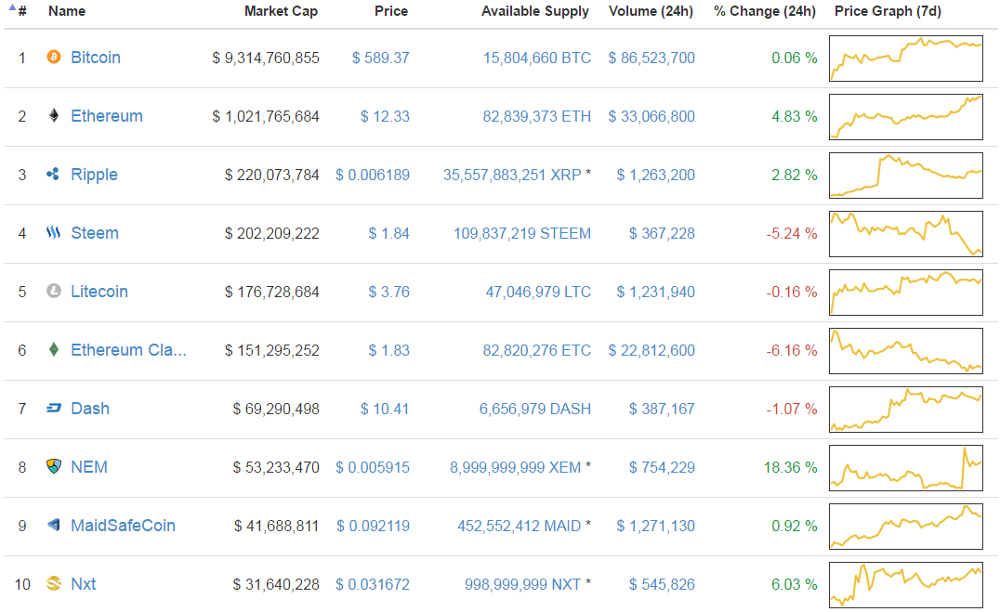 # Name Market Cap Price Available Supply Volume (24h) % Change (24h) Price Graph (7d)
1 Bitcoin $ 9,314,760,855 $ 589.37 15,804,660 BTC $ 86,523,700 0.06 %
2 Ethereum $ 1,021,765,684 $ 12.33 82,839,373 ETH $ 33,066,800 4.83 %
3 Ripple $ 220,073,784 $ 0.006189 35,557,883,251 XRP * $ 1,263,200 2.82 %
4 Steem $ 202,209,222 $ 1.84 109,837,219 STEEM $ 367,228 -5.24 %
5 Litecoin $ 176,728,684 $ 3.76 47,046,979 LTC $ 1,231,940 -0.16 %
6 Ethereum Cla... $ 151,295,252 $ 1.83 82,820,276 ETC $ 22,812,600 -6.16 %
7 Dash $ 69,290,498 $ 10.41 6,656,979 DASH $ 387,167 -1.07 %
8 NEM $ 53,233,470 $ 0.005915 8,999,999,999 XEM * $ 754,229 18.36 %
9 MaidSafeCoin $ 41,688,811 $ 0.092119 452,552,412 MAID * $ 1,271,130 0.92 %
10 Nxt $ 31,640,228 $ 0.031672 998,999,999 NXT * $ 545,826 6.03 %